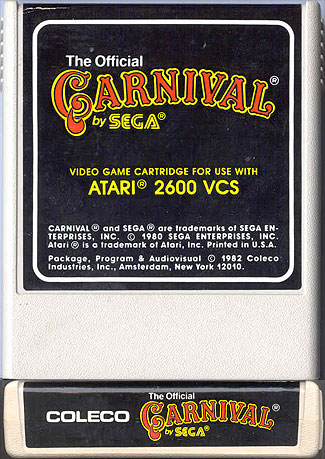 The Official
CARNIVAL®
by SEGA®
VIDEO GAME CARTRIDGE FOR USE WITH
ATARI® 2600 VCS
CARNIVAL® and SEGA® are trademarks of SEGA EN-
TERPRISES, INC. © 1980 SEGA ENTERPRISES, INC.
Atari® is a trademark of Atari, Inc. Printed in U.S.A.
Package, Program & Audiovisual © 1982 Coleco
Industries, Inc., Amsterdam, New York 12010.
The Official
COLECO CARNIVAL®
by SEGA®